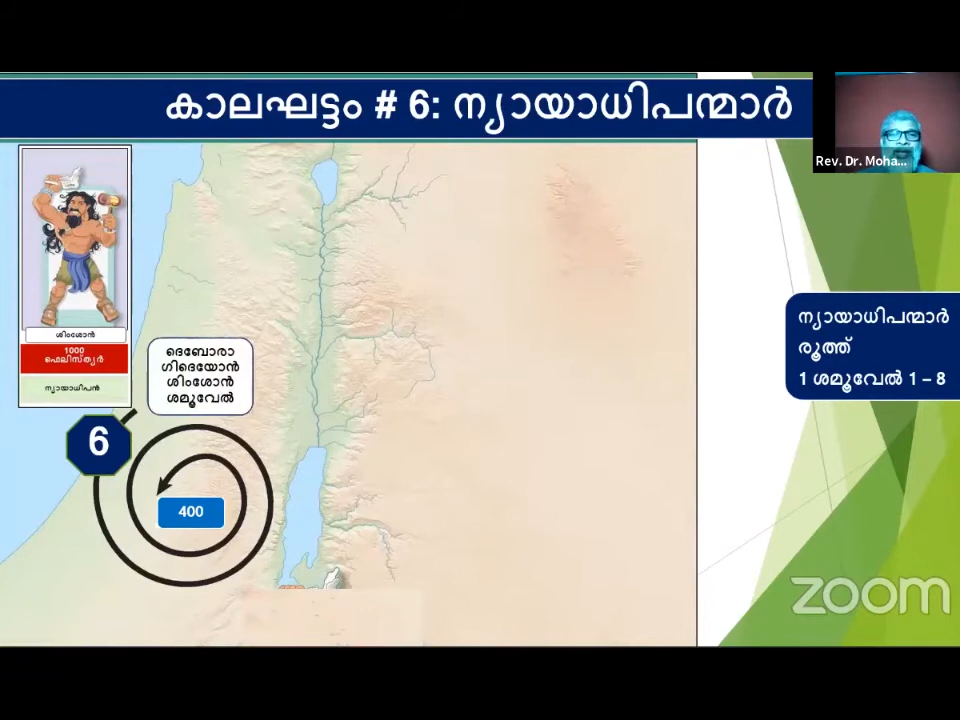 കാലഘട്ടം # 6: ന്യായാധിപന്മാർ
Rev. Dr. Moha...
ശിംശോൻ
1000
ഫെലിസ്ത്യർ
ന്യായാധിപൻ
ദെബോരാ
ഗിദെയോൻ
ശിംശോൻ
ശമൂവേൽ
6
400
ന്യായാധിപന്മാർ
രൂത്ത്
1 ശമൂവേൽ 1 – 8
zoom